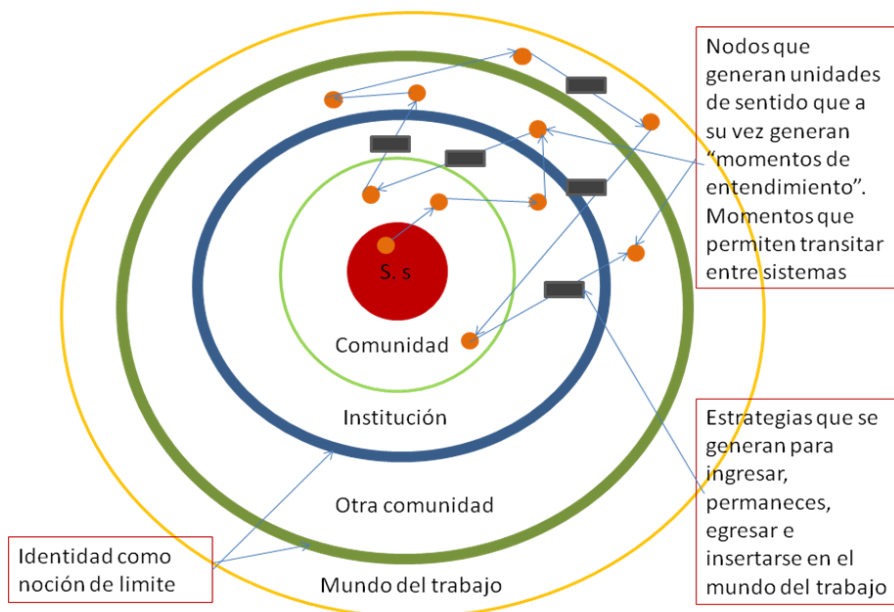 Nodos que
generan unidades
de sentido que a
su vez generan
“momentos de
entendimiento”.
Momentos que
permiten transitar
entre sistemas
S. s
Comunidad
Institución
Otra comunidad
Mundo del trabajo
Estrategias que se
generan para
ingresar,
permaneces,
egresar e
insertarse en el
mundo del trabajo
Identidad como
noción de limite